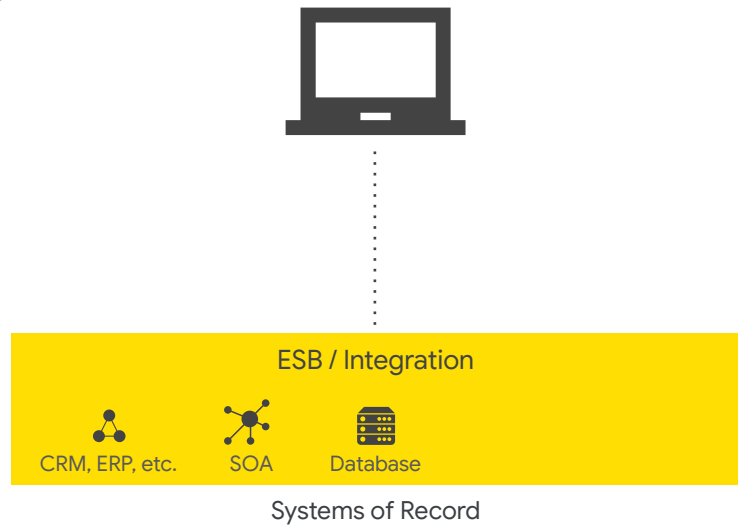 ESB / Integration
CRM, ERP, etc.
SOA
Database
Systems of Record